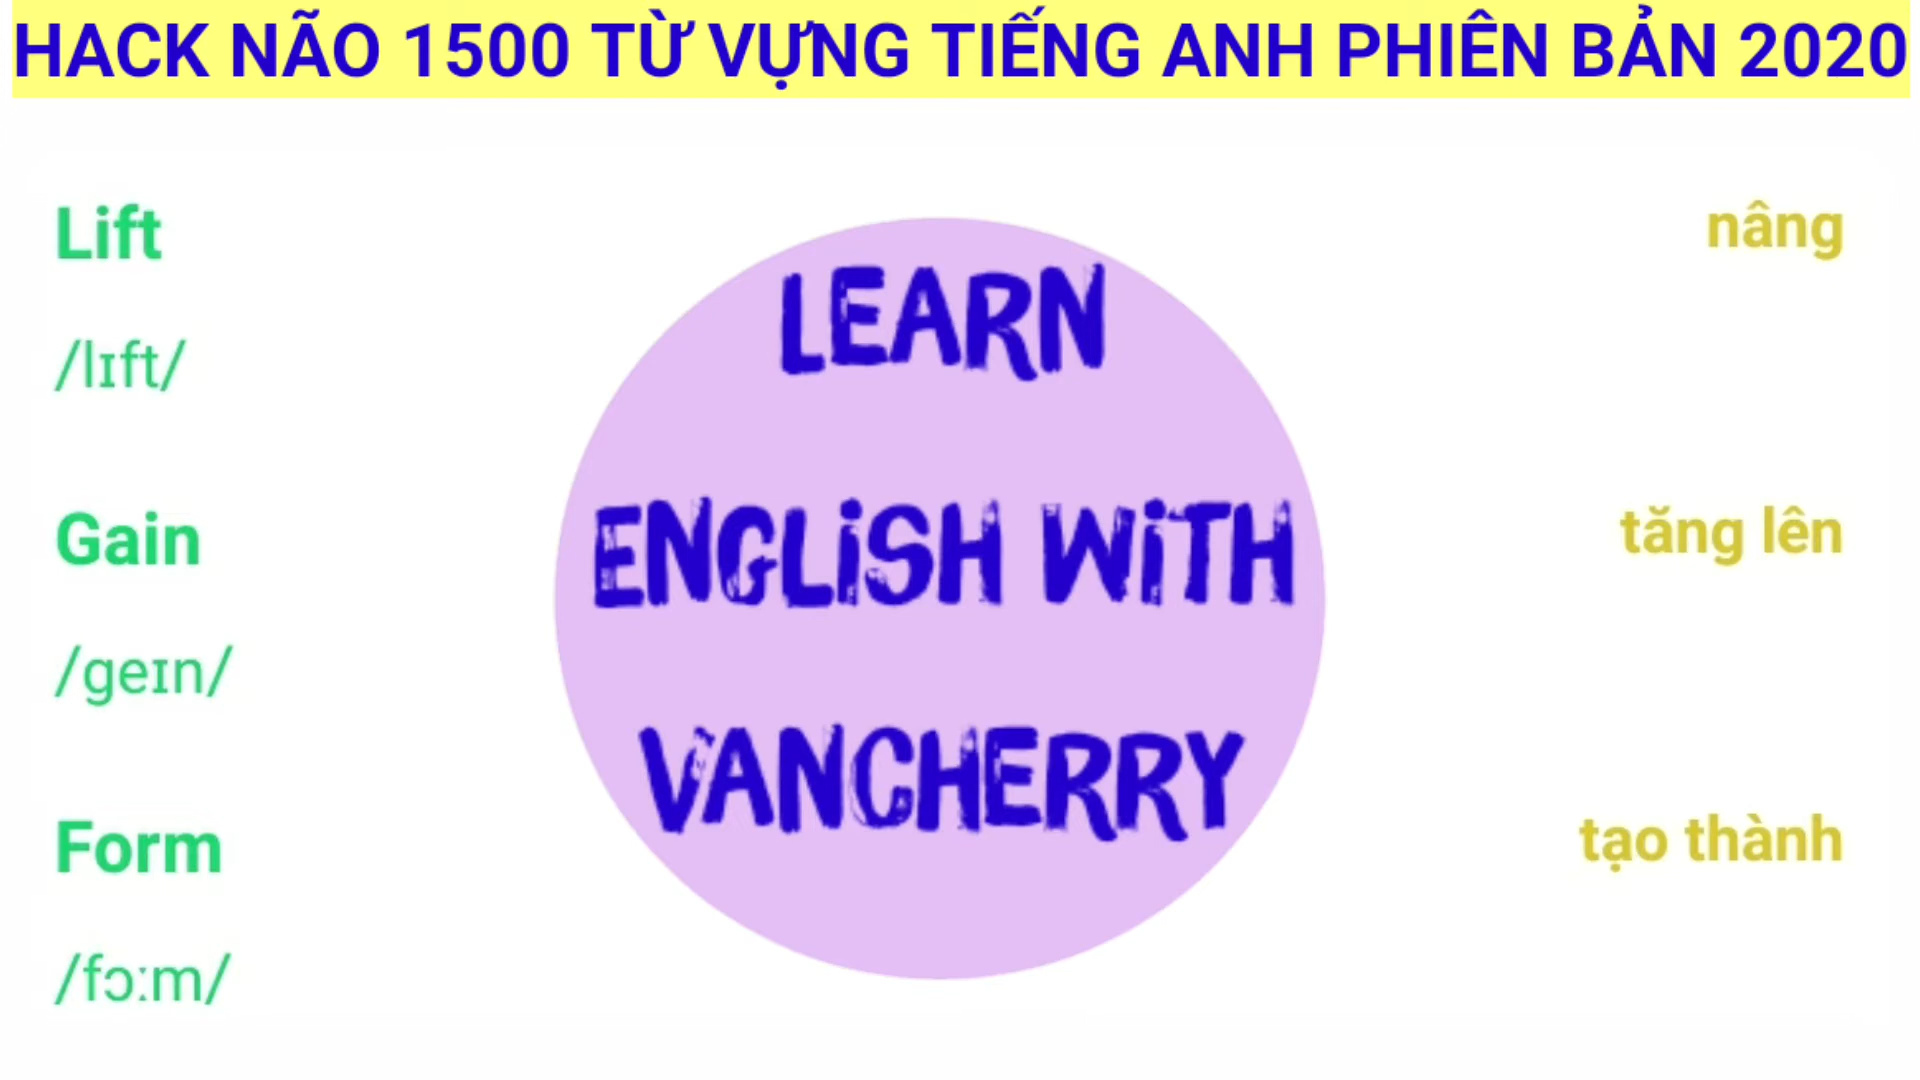 HACK NÃO 1500 TỪ VỰNG TIẾNG ANH PHIÊN BẢN 2020
Lift
nâng
/lɪft/
Gain
tăng lên
/geɪn/
Form
tạo thành
/fɔːm/
LEARN
ENGLiSH WiTH
VANCHERRY